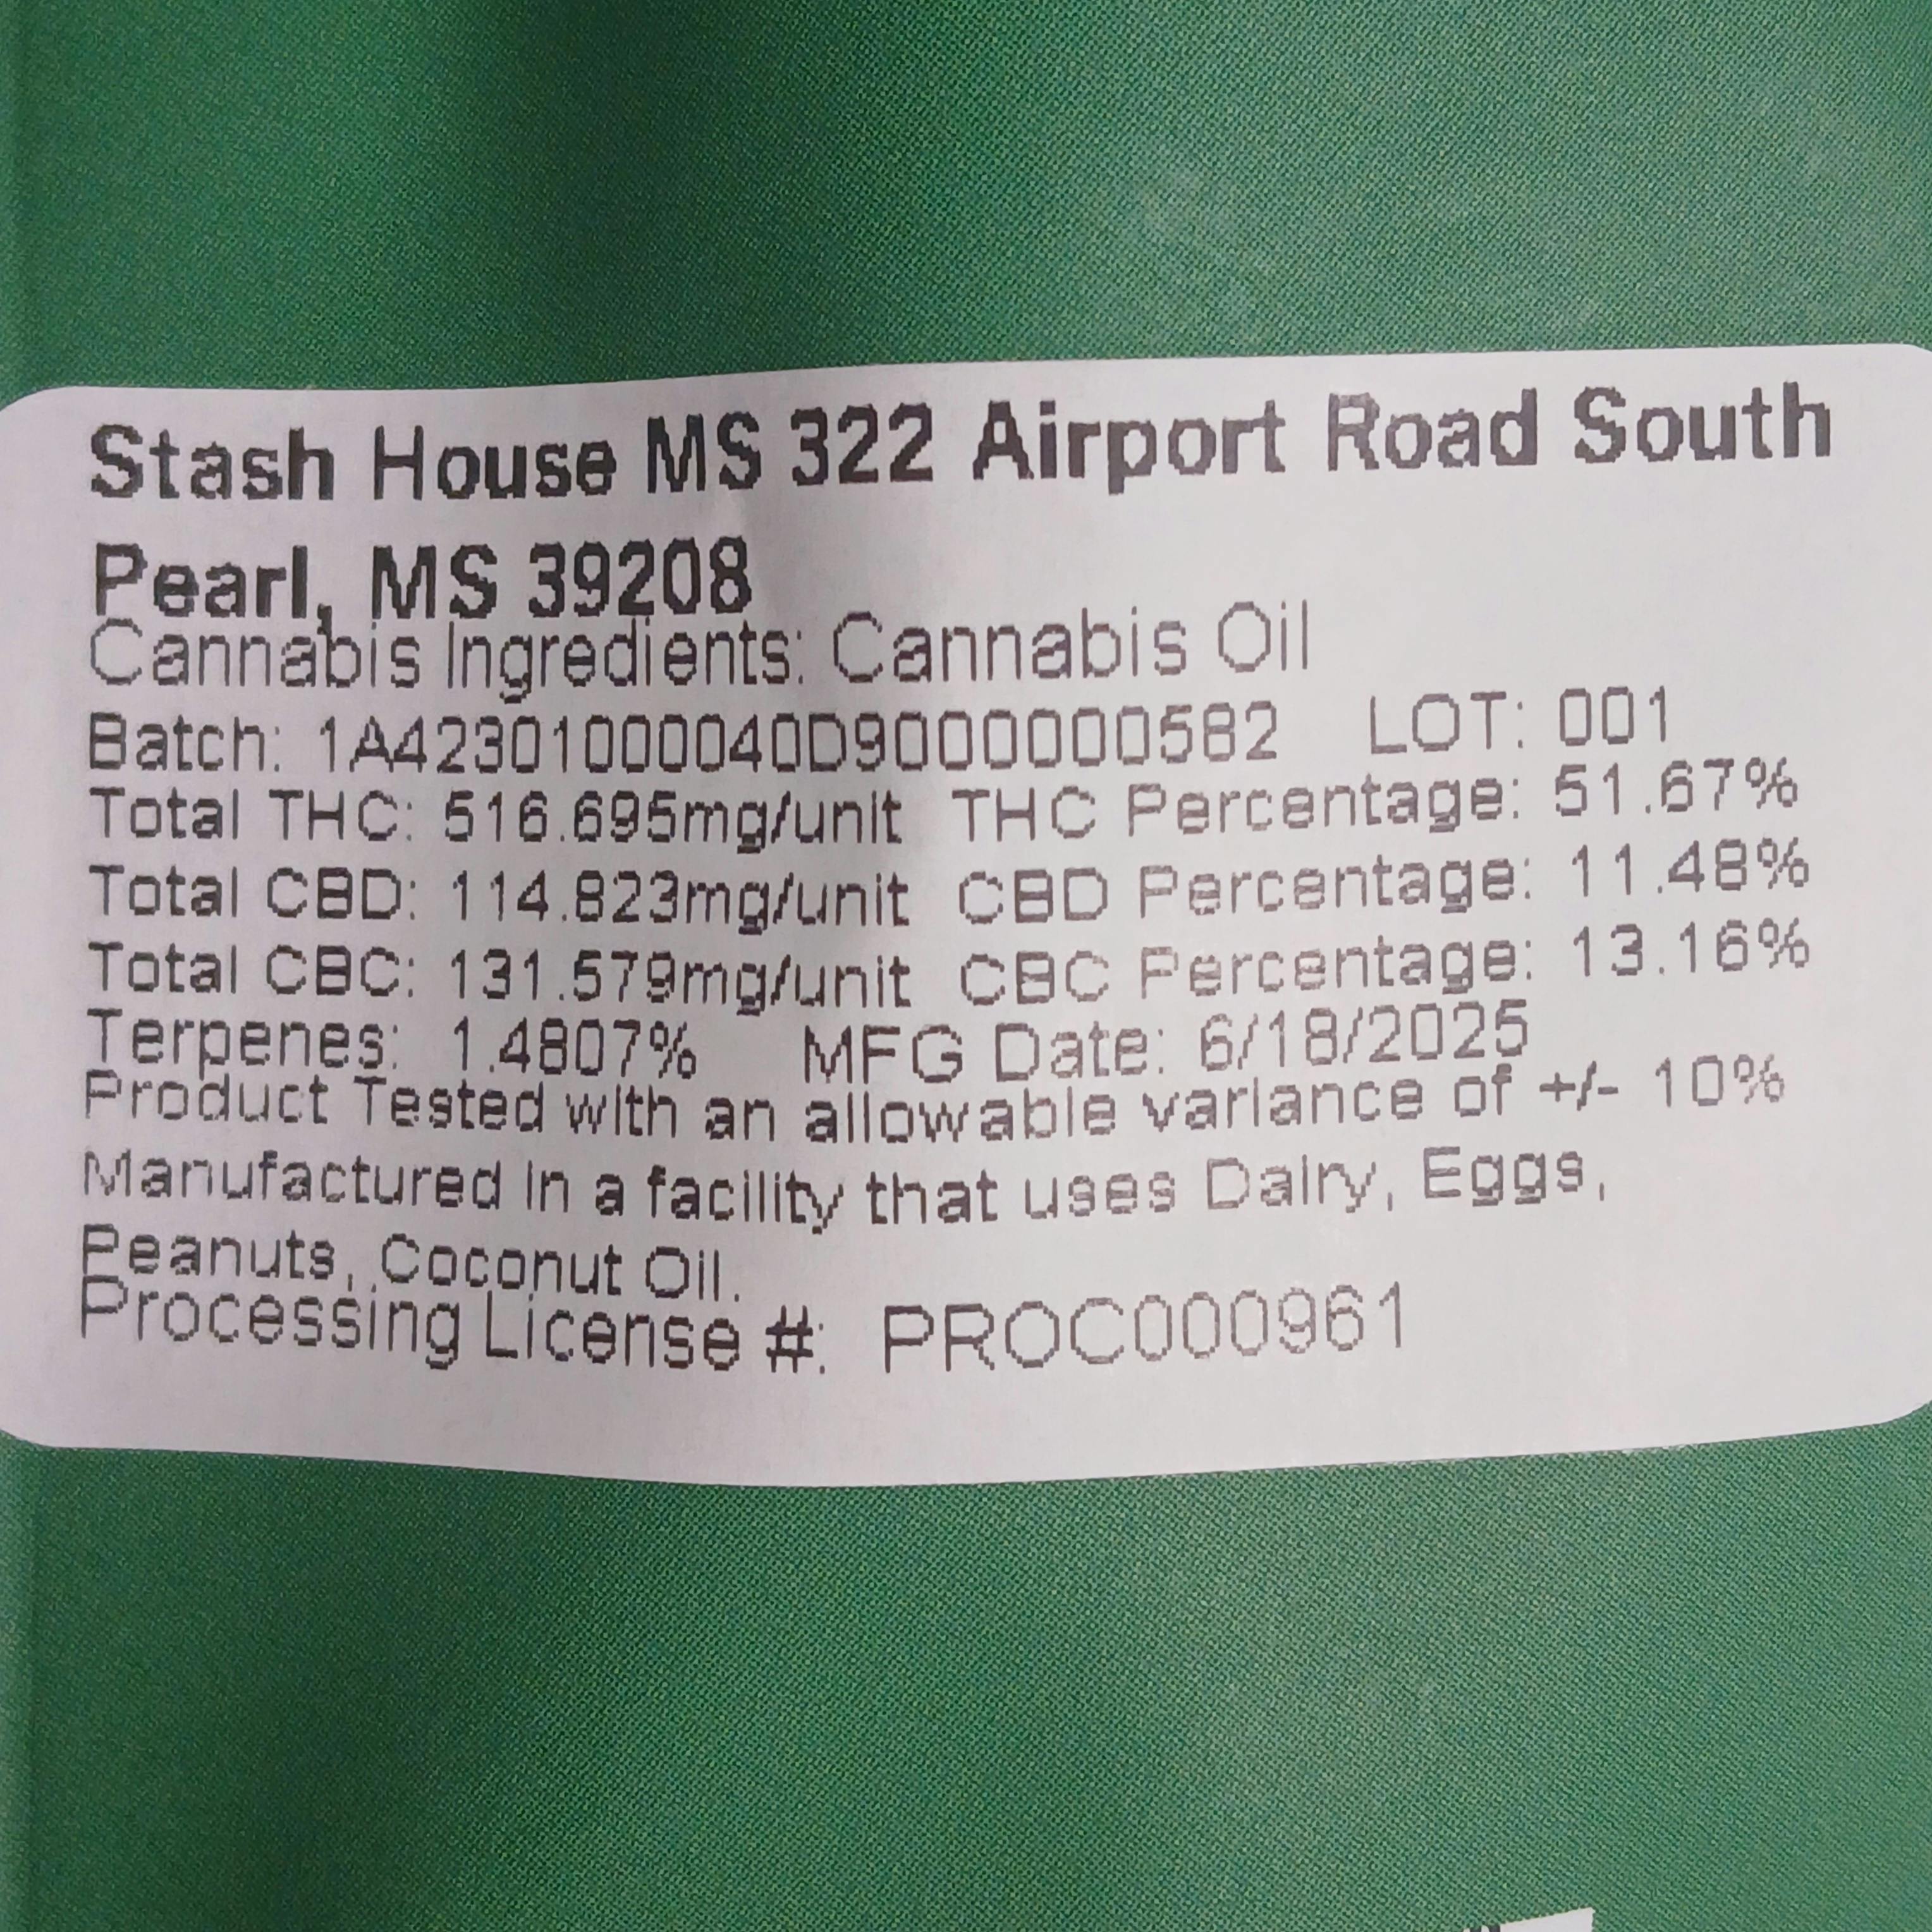 Stash House MS 322 Airport Road South
Pearl, MS 39208
Cannabis Ingredients: Cannabis Oil
Batch: 1A42301000040D9000000582 LOT: 001
Total THC: 516.695mg/unit THC Percentage: 51.67%
Total CBD: 114.823mg/unit CBD Percentage: 11.48%
Total CBC: 131.579mg/unit CBC Percentage: 13.16%
Terpenes: 1.4807% MFG Date: 6/18/2025
Product Tested with an allowable variance of +/- 10%
Manufactured in a facility that uses Dairy, Eggs,
Peanuts, Coconut Oil.
Processing License #: PROC000961